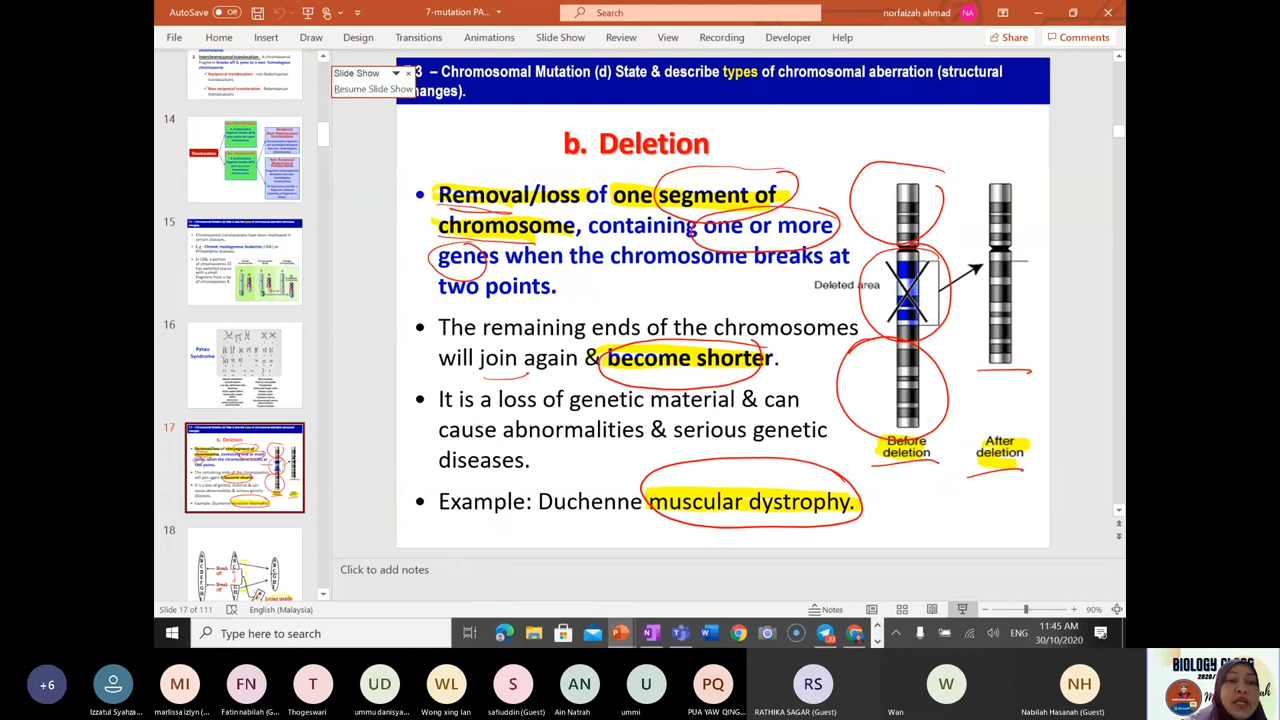 AutoSave Off
7-mutation PA...
Search
norfaizah ahmad NA
File Home Insert Draw Design Transitions Animations Slide Show Review View Recording Developer Help
Share Comments
Slide Show
Resume Slide Show
3 – Chromosomal Mutation (d) State & describe types of chromosomal aberration (structural
anges).
b. Deletion
• Removal/loss of one segment of
chromosome, containing one or more
genes when the chromosome breaks at
two points.
• The remaining ends of the chromosomes
will join again & become shorter.
• It is a loss of genetic material & can
cause abnormalities & serious genetic
diseases.
• Example: Duchenne muscular dystrophy.
Deleted area
Before
deletion
After
deletion
14
15
16
Patau
Syndrome
17
b. Deletion
18
Break
off
Break
off
Click to add notes
Slide 17 of 111
English (Malaysia)
Notes
90%
Type here to search
ENG
11:45 AM
30/10/2020
+6
MI
FN
T
UD
WL
S
AN
U
PQ
RS
W
NH
Izzatul Syahza...
marlissa izlyn (...
Fatin nabilah (...
Thogeswari
ummu danisya...
Wong xing lan
safiuddin (Guest)
Ain Natrah
ummi
PUA YAW QING...
RATHIKA SAGAR (Guest)
Wan
Nabilah Hasanah (Guest)